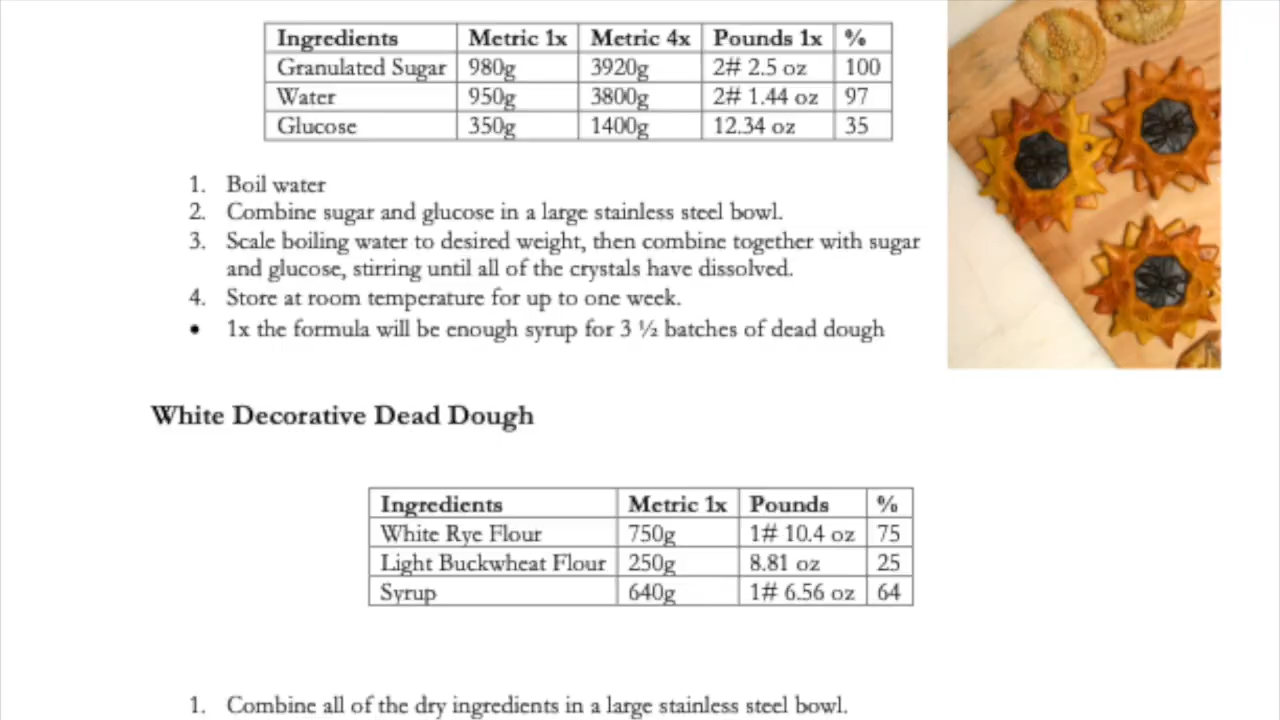 Ingredients Metric 1x Metric 4x Pounds 1x %
Granulated Sugar 980g 3920g 2# 2.5 oz 100
Water 950g 3800g 2# 1.44 oz 97
Glucose 350g 1400g 12.34 oz 35
1. Boil water
2. Combine sugar and glucose in a large stainless steel bowl.
3. Scale boiling water to desired weight, then combine together with sugar
and glucose, stirring until all of the crystals have dissolved.
4. Store at room temperature for up to one week.
• 1x the formula will be enough syrup for 3 ½ batches of dead dough
White Decorative Dead Dough
Ingredients Metric 1x Pounds %
White Rye Flour 750g 1# 10.4 oz 75
Light Buckwheat Flour 250g 8.81 oz 25
Syrup 640g 1# 6.56 oz 64
1. Combine all of the dry ingredients in a large stainless steel bowl.